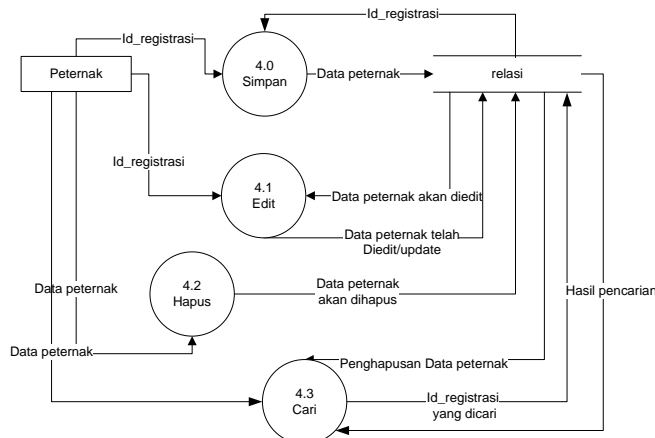 Id_registrasi
Id_registrasi
4.0
Simpan
Peternak
Data peternak
relasi
Id_registrasi
4.1
Edit
Data peternak akan diedit
Data peternak telah
Diedit/update
4.2
Hapus
Data peternak
akan dihapus
Data peternak
Hasil pencarian
Data peternak
Penghapusan Data peternak
4.3
Cari
Id_registrasi
yang dicari